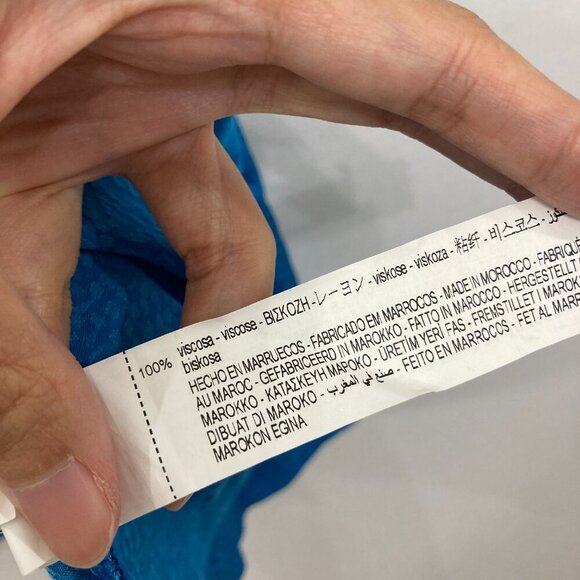 100% viscosa - viscose - ΒΙΣΚΟΖΗ - レーヨン - viskose - viskoza - 粘纤 - 비스코스 -
biskosa
HECHO EN MARRUECOS - FABRICADO EM MARROCOS - MADE IN MOROCCO - FABRIQUÉ
AU MAROC - GEFABRICEERD IN MAROKKO - FATTO IN MAROCCO - HERGESTELLT I
MAROKKO - ΚΑΤΑΣΚΕΥΗ ΜΑΡΟΚΟ - ÜRETİM YERİ FAS - FREMSTILLET I MAROK
DIBUAT DI MAROKO - صنع في المغرب - FEITO EN MARROCOS - FET AL MARR
MAROKON EGINA